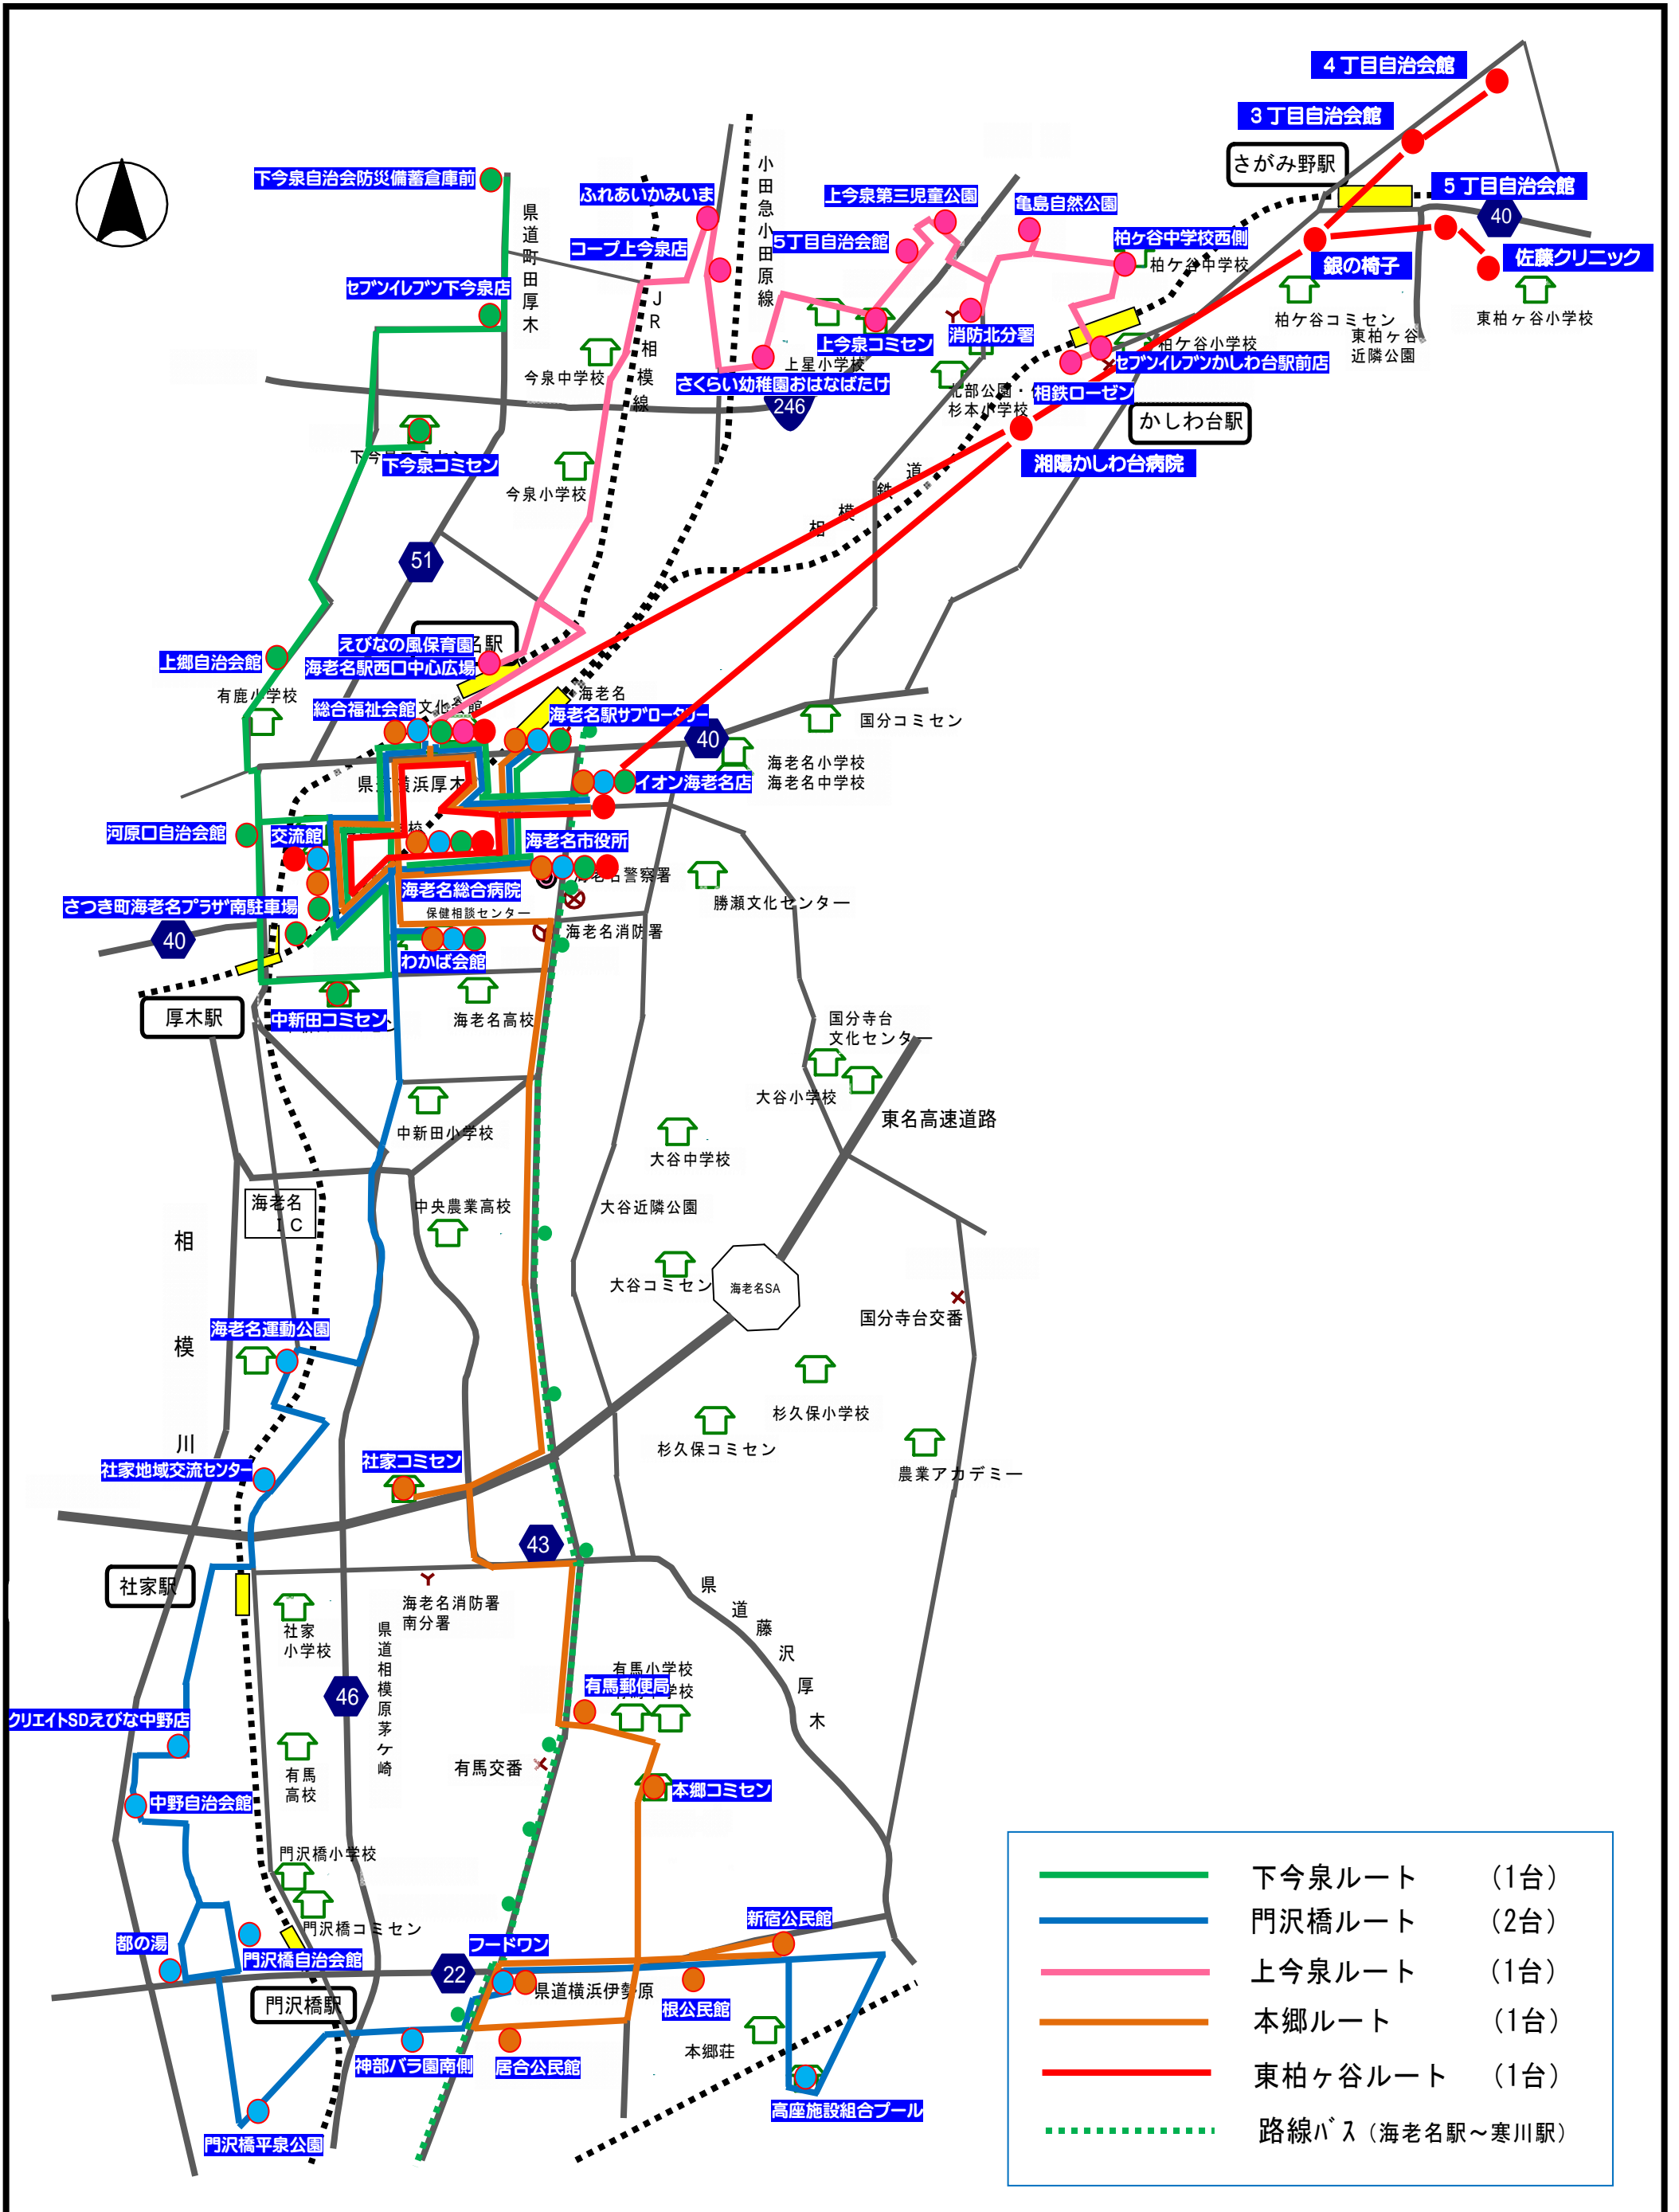 4丁目自治会館
3丁目自治会館
さがみ野駅
5丁目自治会館
40
佐藤クリニック
銀の椅子
下今泉自治会防災備蓄倉庫前
ふれあいかみいま
小田急小田原線
上今泉第三児童公園
亀島自然公園
県道町田厚木
コープ上今泉店
5丁目自治会館
柏ケ谷中学校西側
柏ケ谷中学校
セブンイレブン下今泉店
JR相模線
柏ケ谷コミセン
東柏ケ谷小学校
東柏ケ谷
近隣公園
消防北分署
上今泉コミセン
柏ケ谷小学校
セブンイレブンかしわ台駅前店
今泉中学校
上星小学校
さくらい幼稚園おはなばたけ
246
北部公園・
杉本小学校
相鉄ローゼン
かしわ台駅
下今泉コミセン
湘陽かしわ台病院
今泉小学校
相模鉄道
51
えびなの風保育園
名駅
上郷自治会館
海老名駅西口中心広場
有鹿小学校
総合福祉会館
文化会館
海老名
海老名駅サブロータリー
40
国分コミセン
海老名小学校
海老名中学校
県道横浜厚木
イオン海老名店
河原口自治会館
交流館
校
海老名市役所
海老名総合病院
海老名警察署
さつき町海老名プラザ南駐車場
保健相談センター
勝瀬文化センター
40
海老名消防署
わかば会館
厚木駅
中新田コミセン
海老名高校
国分寺台
文化センター
大谷小学校
東名高速道路
中新田小学校
大谷中学校
海老名
IC
中央農業高校
大谷近隣公園
相模川
大谷コミセン
海老名SA
国分寺台交番
海老名運動公園
杉久保小学校
杉久保コミセン
農業アカデミー
社家コミセン
社家地域交流センター
43
社家駅
海老名消防署
南分署
社家
小学校
県道相模原茅ケ崎
県道藤沢厚木
46
有馬小学校
有馬郵便局
学校
クリエイトSDえびな中野店
有馬
高校
有馬交番
本郷コミセン
中野自治会館
門沢橋小学校
門沢橋コミセン
都の湯
門沢橋自治会館
フードワン
新宿公民館
22
県道横浜伊勢原
根公民館
門沢橋駅
本郷荘
神部バラ園南側
居合公民館
高座施設組合プール
門沢橋平泉公園
下今泉ルート (1台)
門沢橋ルート (2台)
上今泉ルート (1台)
本郷ルート (1台)
東柏ヶ谷ルート (1台)
路線バス (海老名駅~寒川駅)